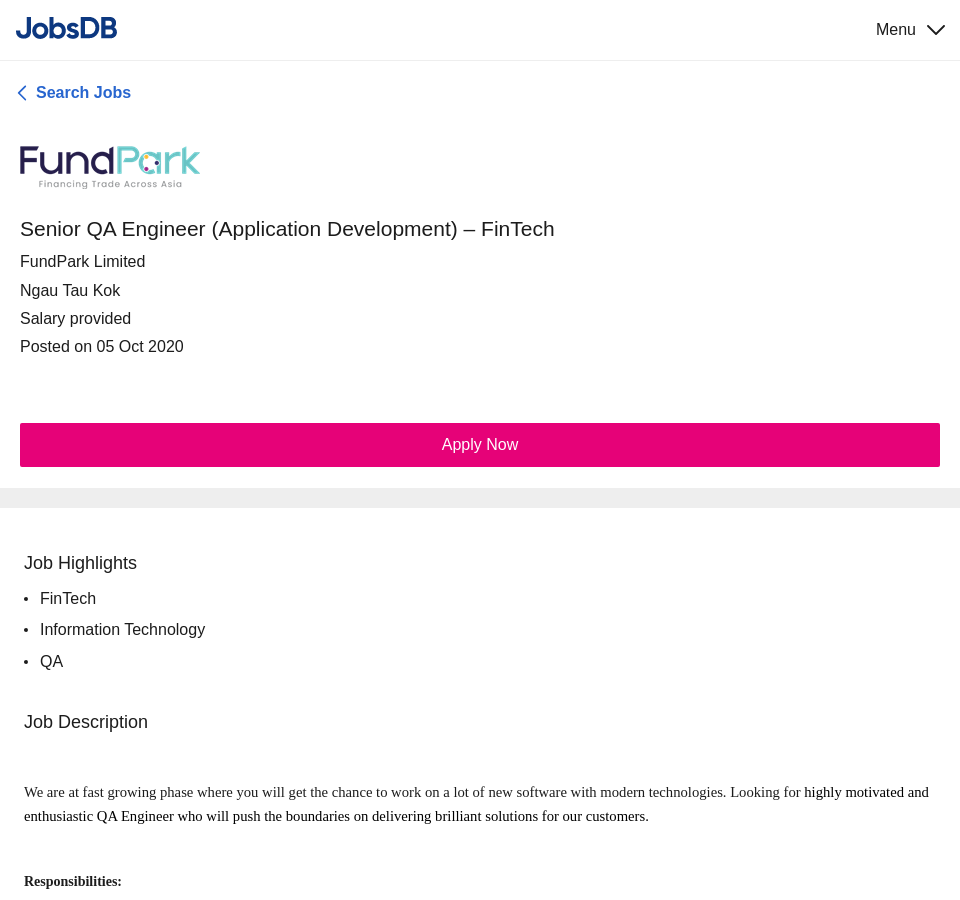 JobsDB
Menu
Search Jobs
FundPark
Financing Trade Across Asia
Senior QA Engineer (Application Development) – FinTech
FundPark Limited
Ngau Tau Kok
Salary provided
Posted on 05 Oct 2020
Apply Now
Job Highlights
• FinTech
• Information Technology
• QA
Job Description
We are at fast growing phase where you will get the chance to work on a lot of new software with modern technologies. Looking for highly motivated and
enthusiastic QA Engineer who will push the boundaries on delivering brilliant solutions for our customers.
Responsibilities: